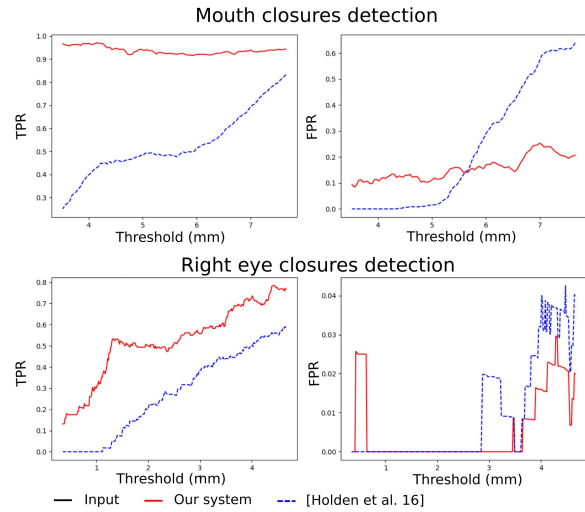 Mouth closures detection
TPR
1.0
0.9
0.8
0.7
0.6
0.5
0.4
0.3
4 5 6 7
Threshold (mm)
FPR
0.6
0.5
0.4
0.3
0.2
0.1
0.0
4 5 6 7
Threshold (mm)
Right eye closures detection
TPR
0.8
0.7
0.6
0.5
0.4
0.3
0.2
0.1
0.0
1 2 3 4
Threshold (mm)
FPR
0.04
0.03
0.02
0.01
0.00
1 2 3 4
Threshold (mm)
Input Our system [Holden et al. 16]